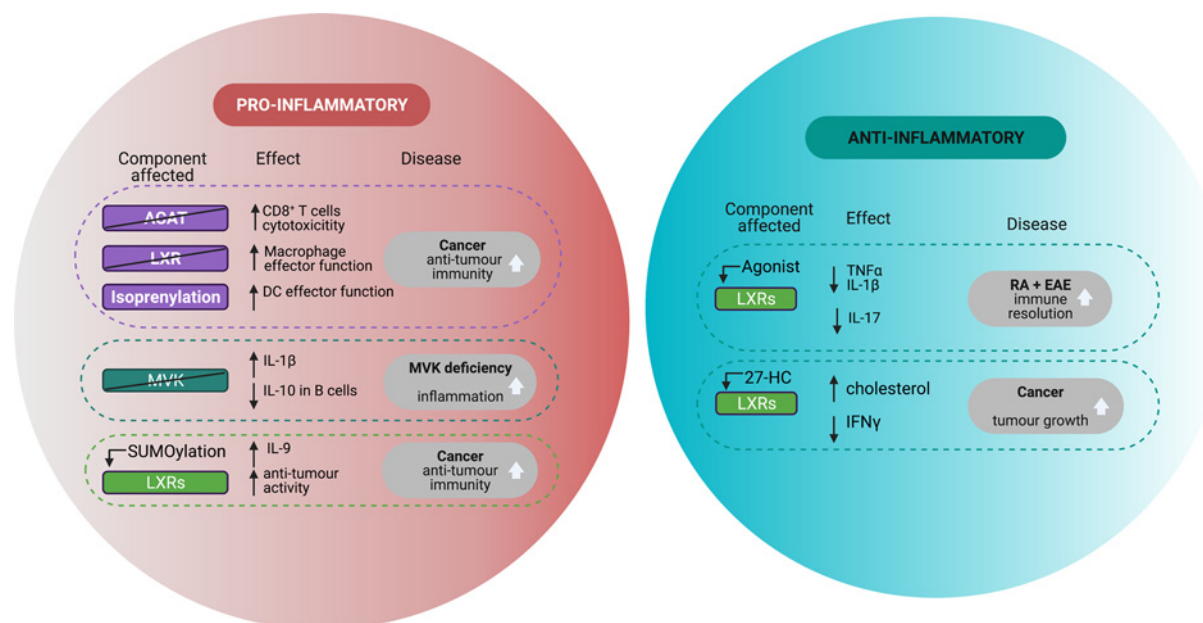 PRO-INFLAMMATORY
Component
affected
Effect
Disease
ACAT
CD8⁺ T cells
cytotoxicitity
LXR
Macrophage
effector function
Isoprenylation
DC effector function
Cancer
anti-tumour
immunity
MVK
IL-1β
IL-10 in B cells
MVK deficiency
inflammation
SUMOylation
LXRs
IL-9
anti-tumour
activity
Cancer
anti-tumour
immunity
ANTI-INFLAMMATORY
Component
affected
Effect
Disease
Agonist
LXRs
TNFα
IL-1β
IL-17
RA + EAE
immune
resolution
27-HC
LXRs
cholesterol
IFNγ
Cancer
tumour growth